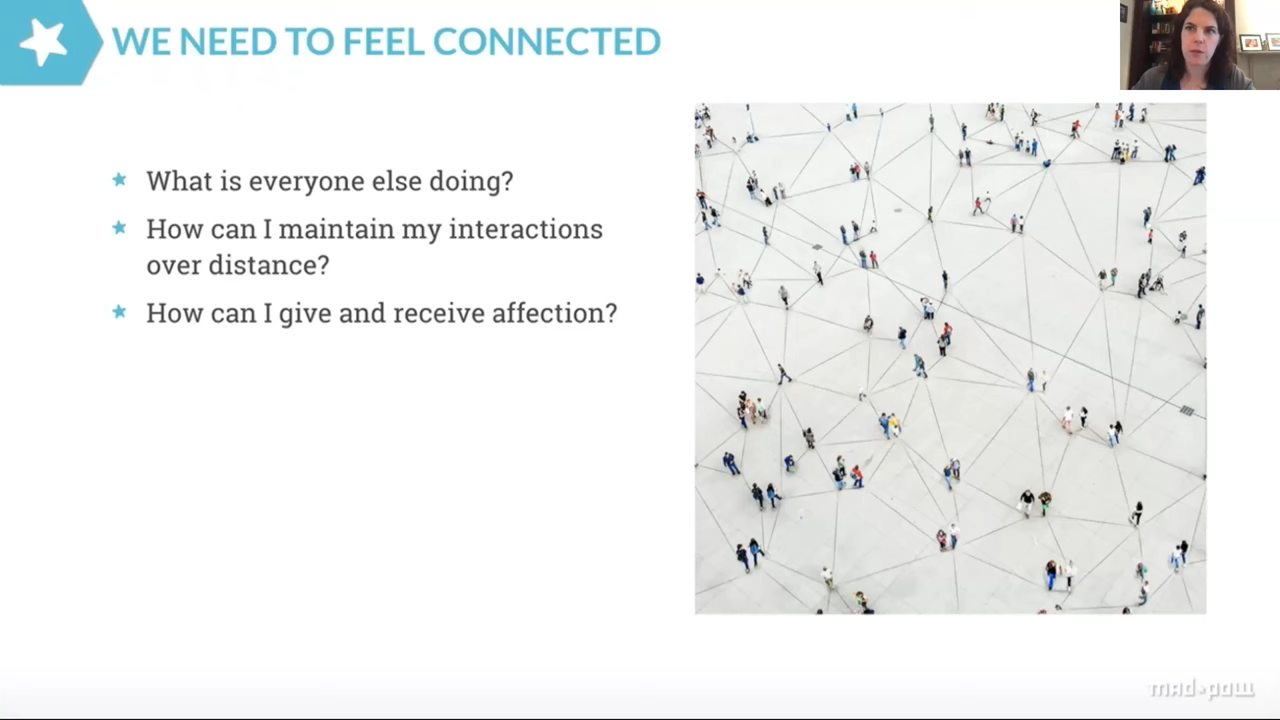 WE NEED TO FEEL CONNECTED
What is everyone else doing?
How can I maintain my interactions
over distance?
How can I give and receive affection?
mad*pow